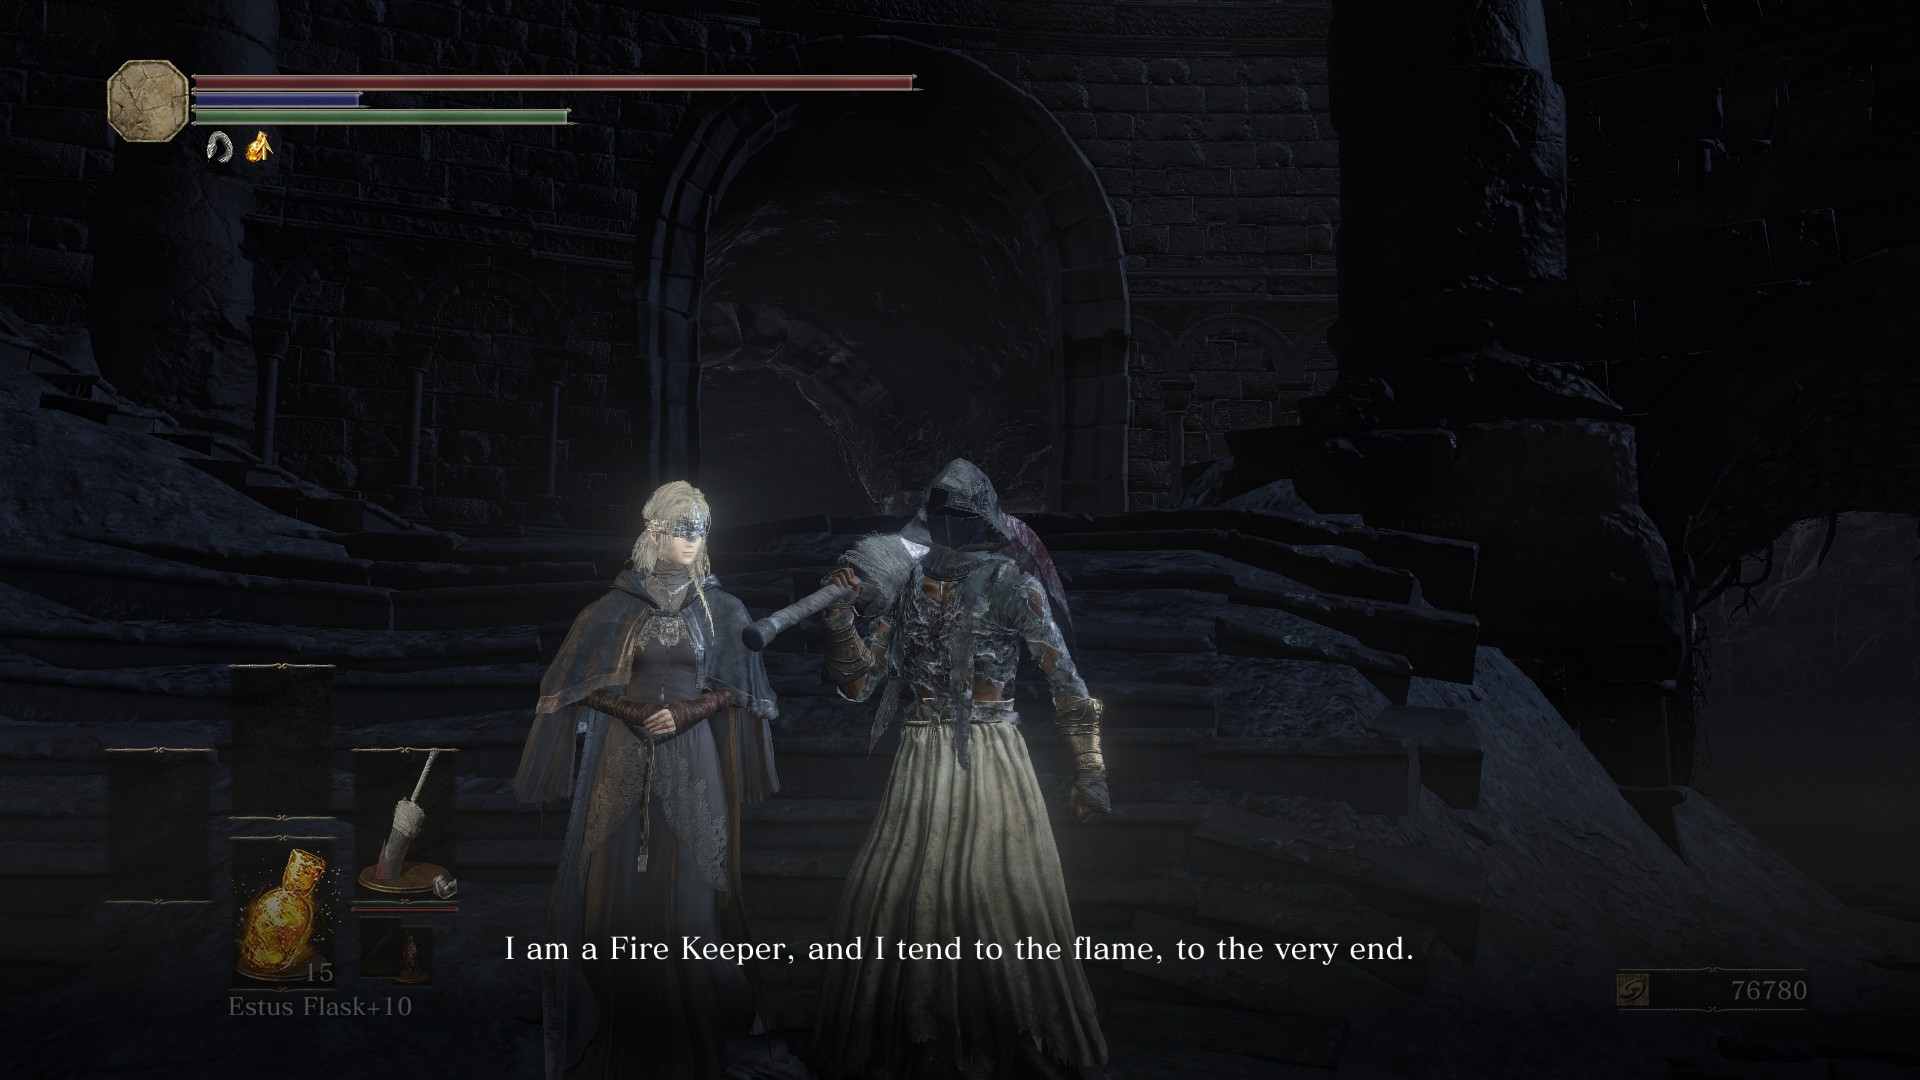 I am a Fire Keeper, and I tend to the flame, to the very end.
15
Estus Flask+10
76780